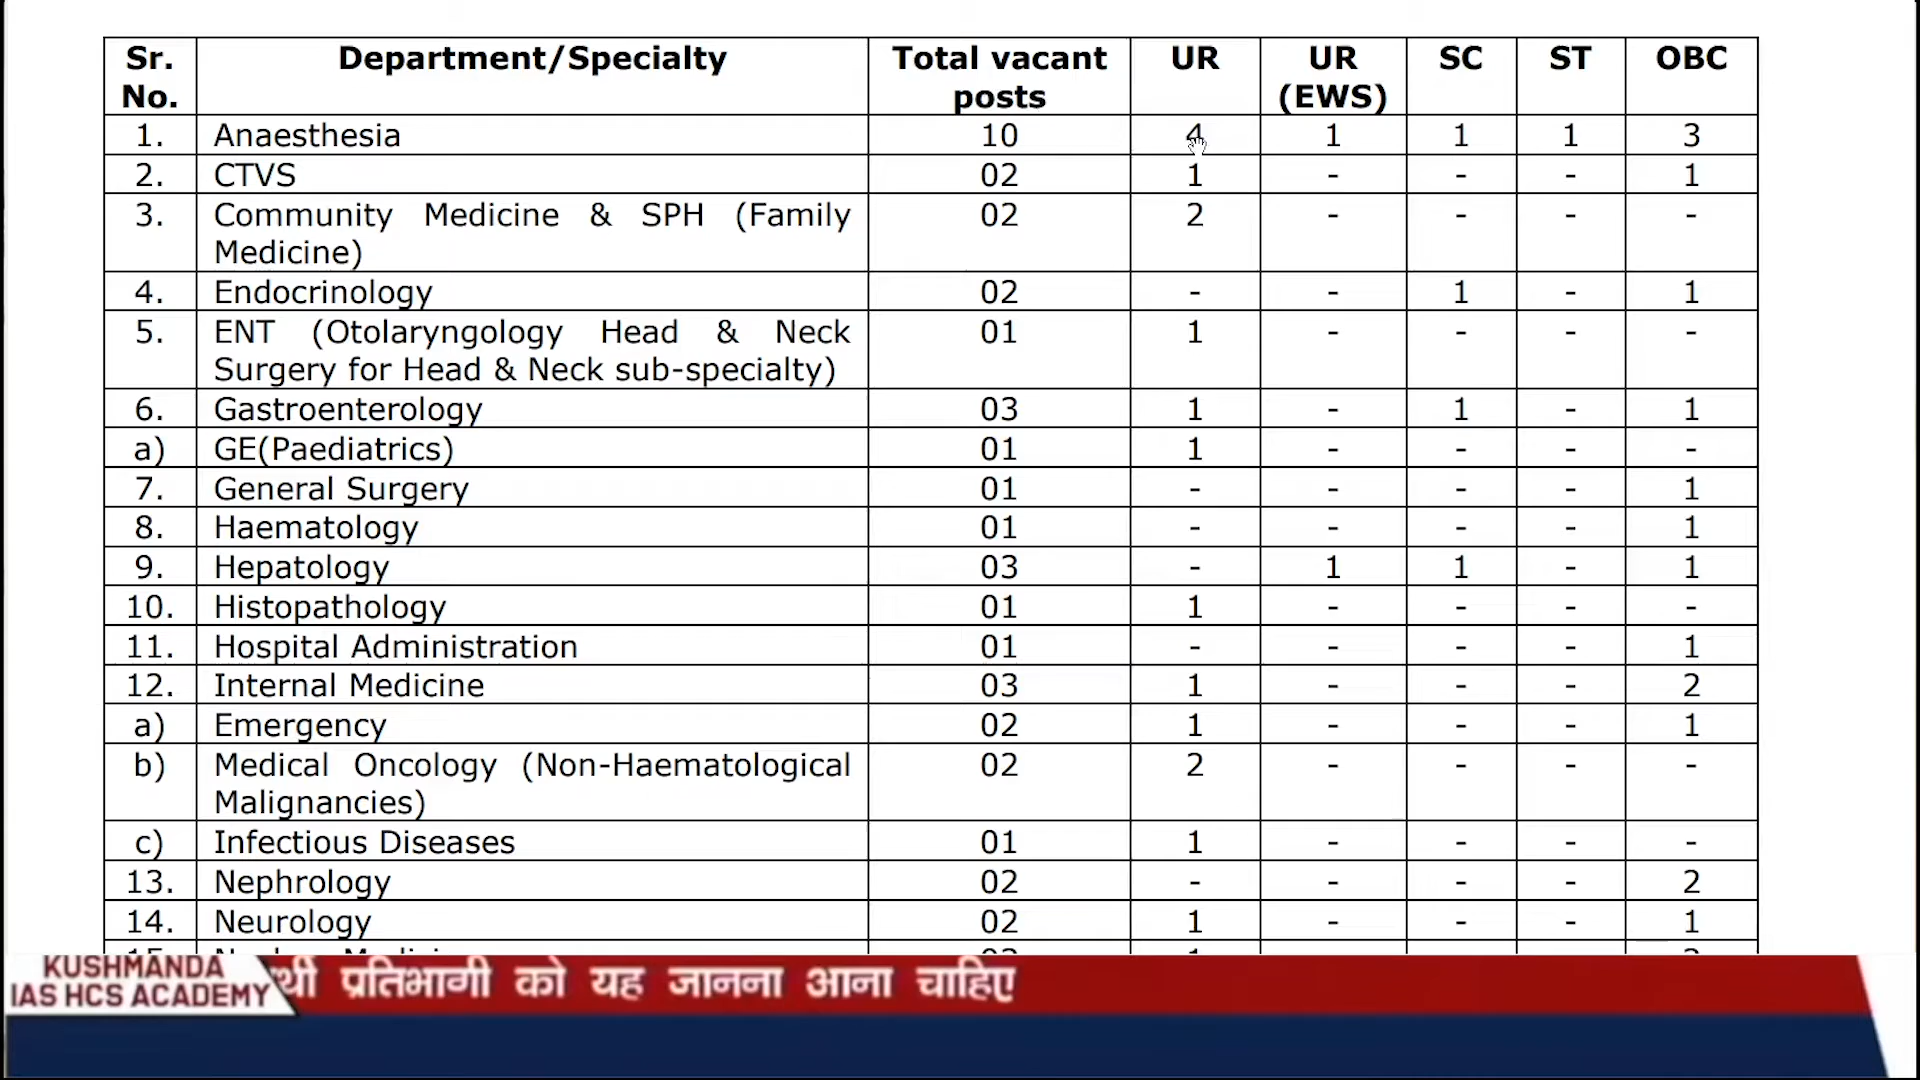 Sr. No. Department/Specialty Total vacant posts UR UR (EWS) SC ST OBC
1. Anaesthesia 10 4 1 1 1 3
2. CTVS 02 1 - - - 1
3. Community Medicine & SPH (Family Medicine) 02 2 - - - -
4. Endocrinology 02 - - 1 - 1
5. ENT (Otolaryngology Head & Neck Surgery for Head & Neck sub-specialty) 01 1 - - - -
6. Gastroenterology 03 1 - 1 - 1
a) GE(Paediatrics) 01 1 - - - -
7. General Surgery 01 - - - - 1
8. Haematology 01 - - - - 1
9. Hepatology 03 - 1 1 - 1
10. Histopathology 01 1 - - - -
11. Hospital Administration 01 - - - - 1
12. Internal Medicine 03 1 - - - 2
a) Emergency 02 1 - - - 1
b) Medical Oncology (Non-Haematological Malignancies) 02 2 - - - -
c) Infectious Diseases 01 1 - - - -
13. Nephrology 02 - - - - 2
14. Neurology 02 1 - - - 1
KUSHMANDA
IAS HCS ACADEMY
प्रतिभागी को यह जानना आना चाहिए